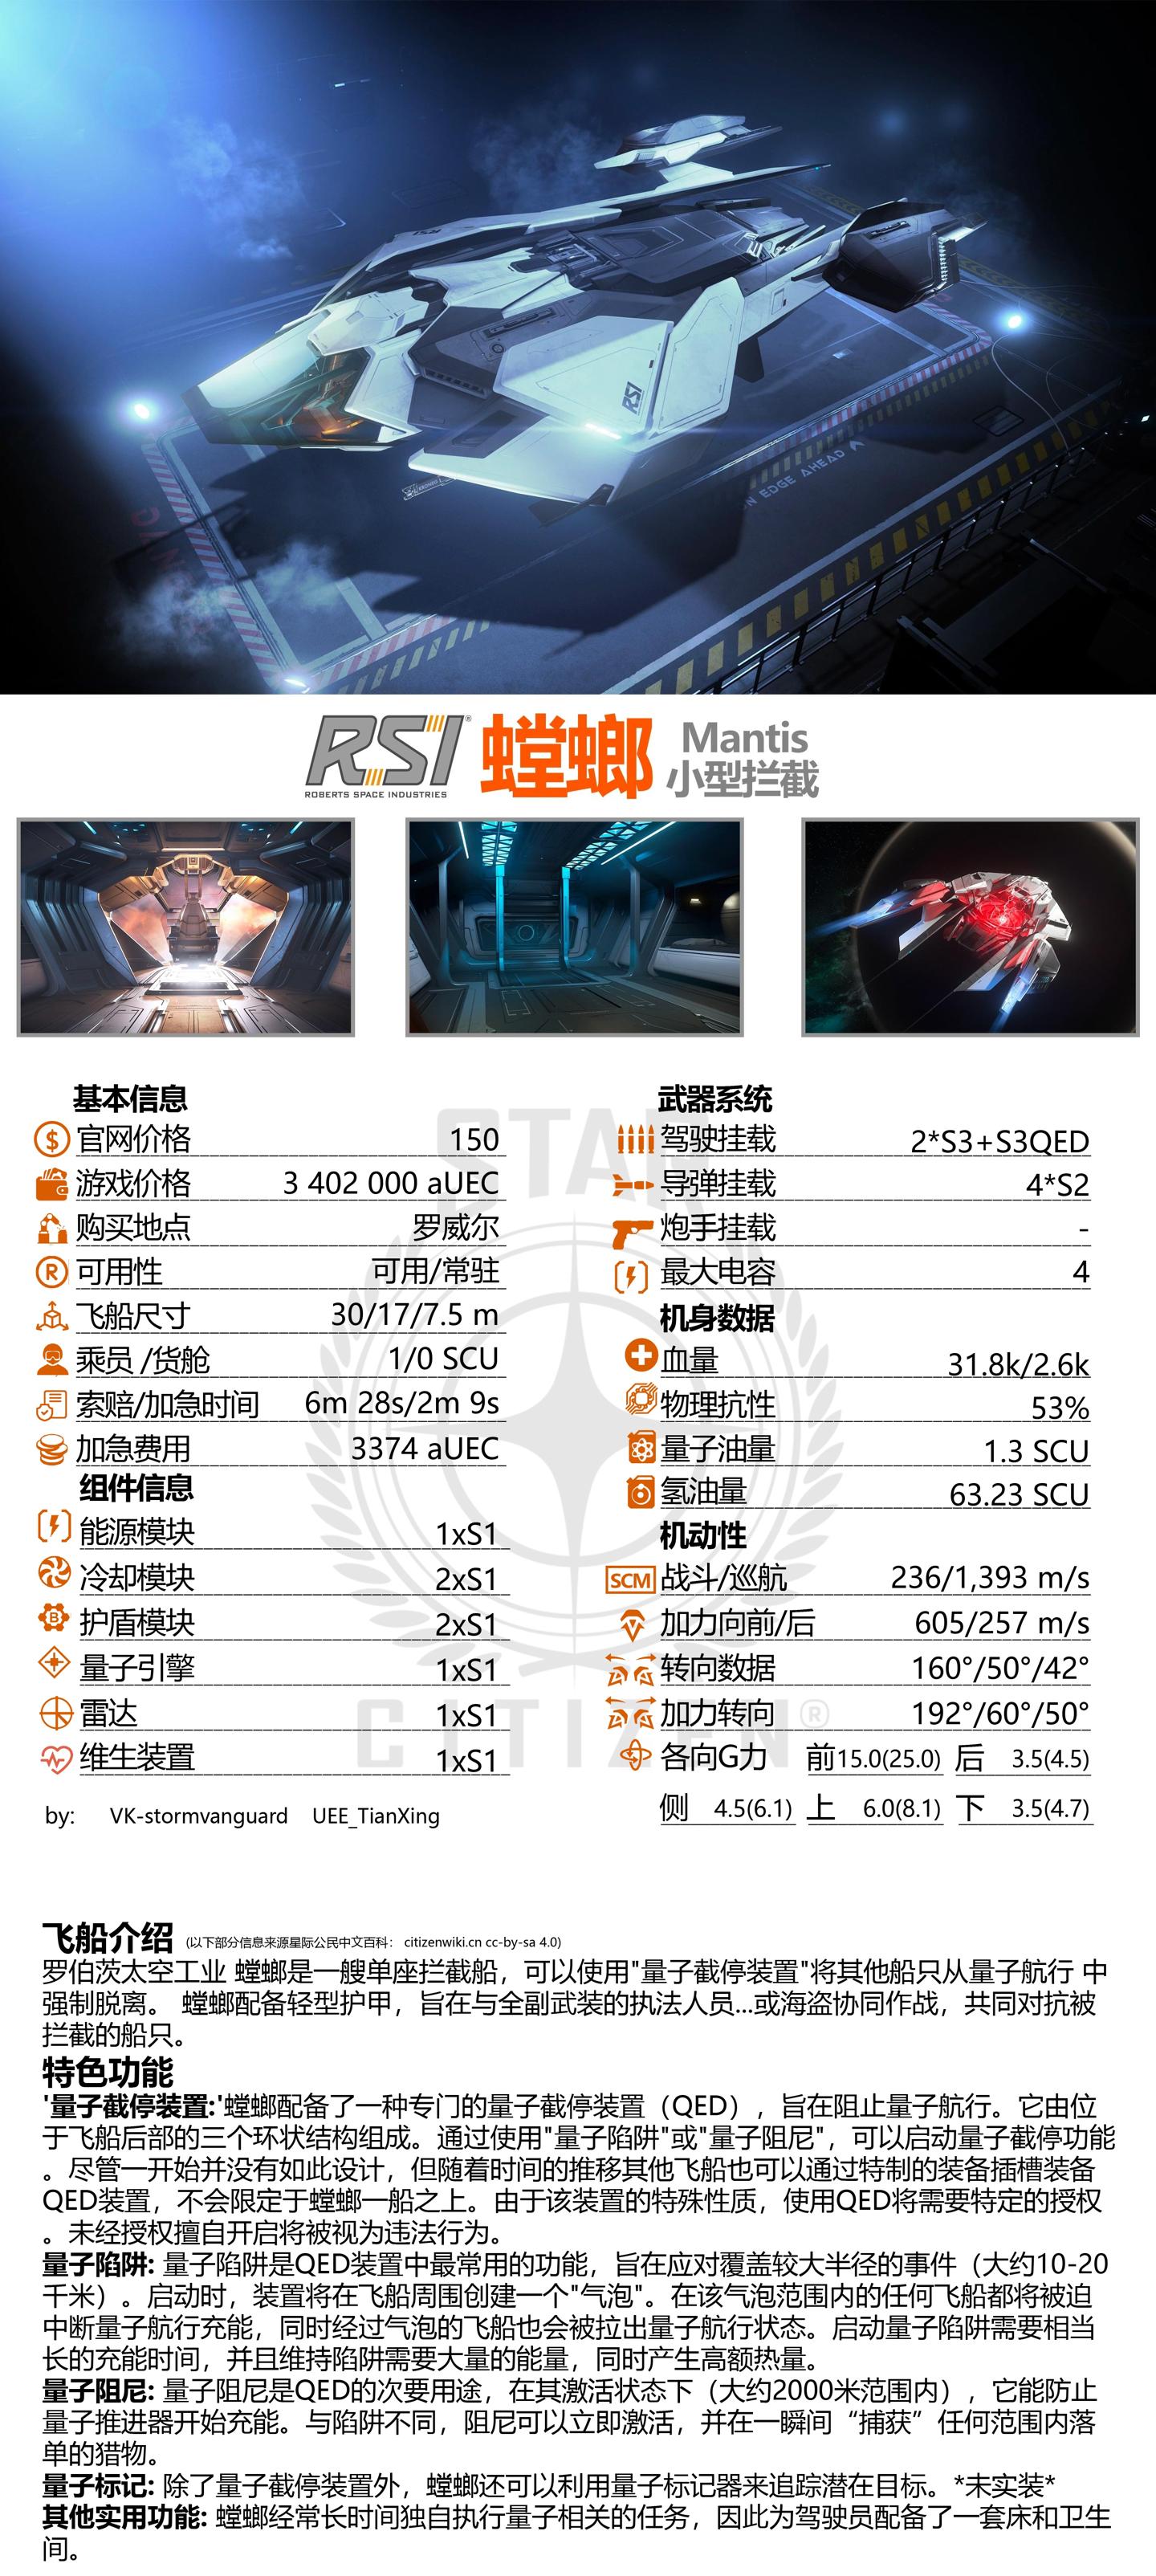 RSI
N EDGE AHEAD
RSI®
ROBERTS SPACE INDUSTRIES
螳螂
Mantis
小型拦截
基本信息
官网价格 150
游戏价格 3 402 000 aUEC
购买地点 罗威尔
可用性 可用/常驻
飞船尺寸 30/17/7.5 m
乘员 /货舱 1/0 SCU
索赔/加急时间 6m 28s/2m 9s
加急费用 3374 aUEC
组件信息
能源模块 1xS1
冷却模块 2xS1
护盾模块 2xS1
量子引擎 1xS1
雷达 1xS1
维生装置 1xS1
by: VK-stormvanguard UEE_TianXing
武器系统
驾驶挂载 2*S3+S3QED
导弹挂载 4*S2
炮手挂载 -
最大电容 4
机身数据
血量 31.8k/2.6k
物理抗性 53%
量子油量 1.3 SCU
氢油量 63.23 SCU
机动性
SCM 战斗/巡航 236/1,393 m/s
加力向前/后 605/257 m/s
转向数据 160°/50°/42°
加力转向 192°/60°/50°
各向G力 前15.0(25.0) 后 3.5(4.5)
侧 4.5(6.1) 上 6.0(8.1) 下 3.5(4.7)
STAR
CITIZEN®
飞船介绍 (以下部分信息来源星际公民中文百科： citizenwiki.cn cc-by-sa 4.0)
罗伯茨太空工业 螳螂是一艘单座拦截船，可以使用"量子截停装置"将其他船只从量子航行 中
强制脱离。 螳螂配备轻型护甲，旨在与全副武装的执法人员...或海盗协同作战，共同对抗被
拦截的船只。
特色功能
'量子截停装置:'螳螂配备了一种专门的量子截停装置（QED），旨在阻止量子航行。它由位
于飞船后部的三个环状结构组成。通过使用"量子陷阱"或"量子阻尼"，可以启动量子截停功能
。尽管一开始并没有如此设计，但随着时间的推移其他飞船也可以通过特制的装备插槽装备
QED装置，不会限定于螳螂一船之上。由于该装置的特殊性质，使用QED将需要特定的授权
。未经授权擅自开启将被视为违法行为。
量子陷阱: 量子陷阱是QED装置中最常用的功能，旨在应对覆盖较大半径的事件（大约10-20
千米）。启动时，装置将在飞船周围创建一个"气泡"。在该气泡范围内的任何飞船都将被迫
中断量子航行充能，同时经过气泡的飞船也会被拉出量子航行状态。启动量子陷阱需要相当
长的充能时间，并且维持陷阱需要大量的能量，同时产生高额热量。
量子阻尼: 量子阻尼是QED的次要用途，在其激活状态下（大约2000米范围内），它能防止
量子推进器开始充能。与陷阱不同，阻尼可以立即激活，并在一瞬间“捕获”任何范围内落
单的猎物。
量子标记: 除了量子截停装置外，螳螂还可以利用量子标记器来追踪潜在目标。*未实装*
其他实用功能: 螳螂经常长时间独自执行量子相关的任务，因此为驾驶员配备了一套床和卫生
间。